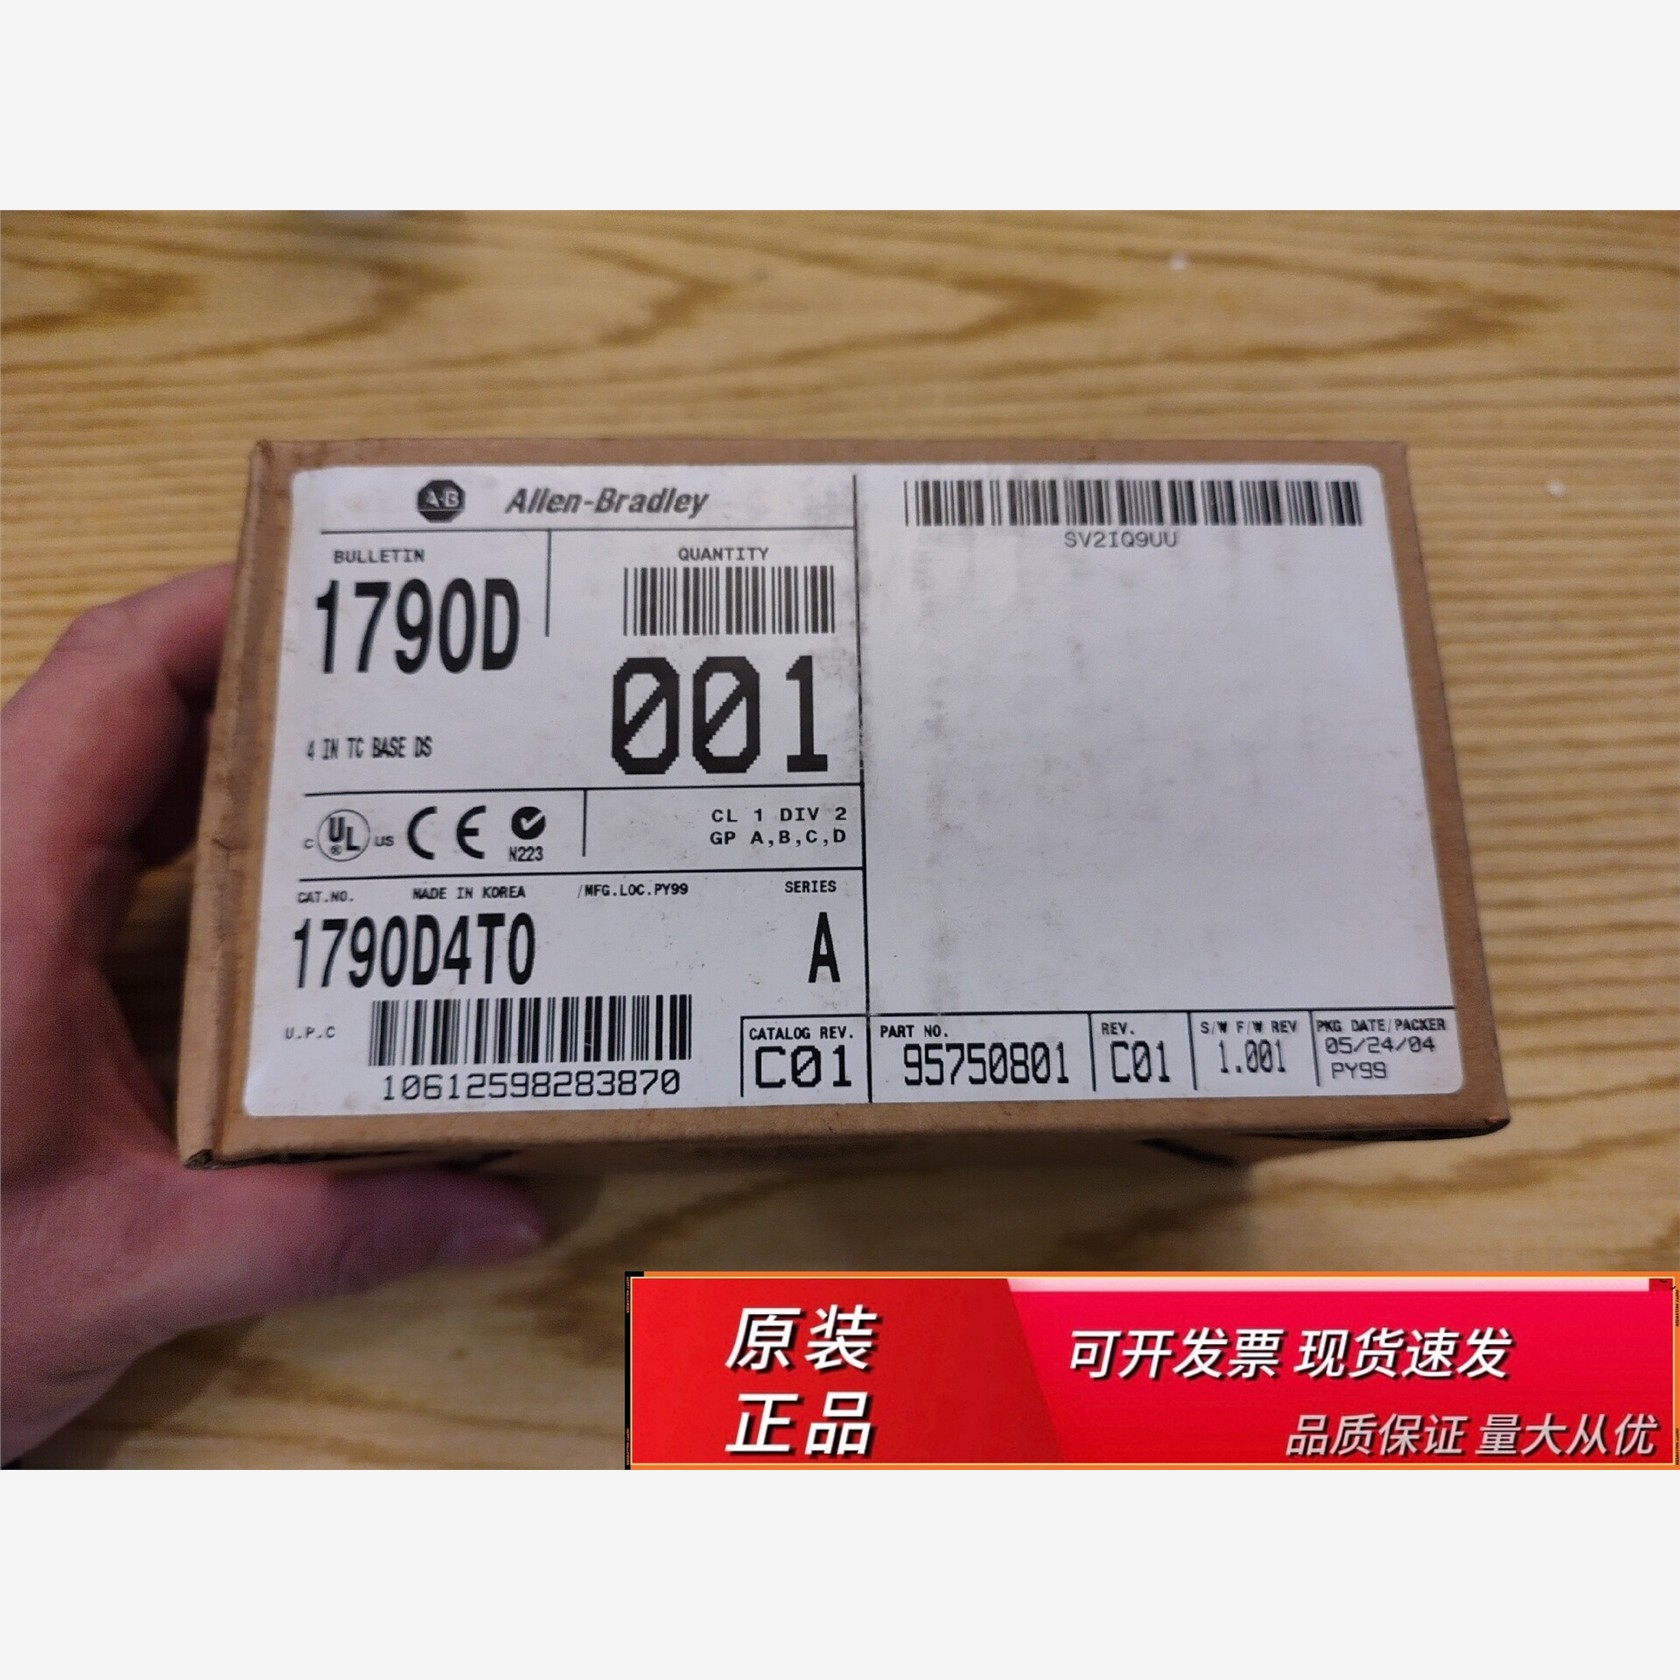 A-B Allen-Bradley
BULLETIN
1790D
QUANTITY
001
4 IN TC BASE DS
C UL US CE N223
®
CL 1 DIV 2
GP A,B,C,D
CAT.NO. MADE IN KOREA /MFG.LOC.PY99 SERIES
1790D4T0 A
U.P.C
10612598283870
CATALOG REV.
C01
SV2IQ9UU
PART NO.
95750801
REV.
C01
S/W F/W REV
1.001
PKG DATE/PACKER
05/24/04
PY99
原装
正品
可开发票 现货速发
品质保证 量大从优